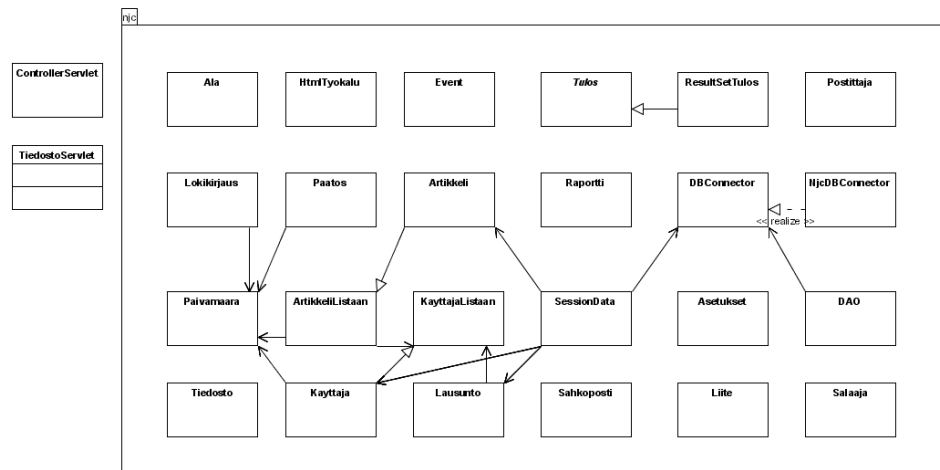 njc
ControllerServlet
Ala
HtmlTyokalu
Event
Tulos
ResultSetTulos
Postittaja
TiedostoServlet
Lokikirjaus
Paatos
Artikkeli
Raportti
DBConnector
NjcDBConnector
<< realize >>
Paivamaara
ArtikkeliListaan
KayttajaListaan
SessionData
Asetukset
DAO
Tiedosto
Kayttaja
Lausunto
Sahkoposti
Liite
Salaaja